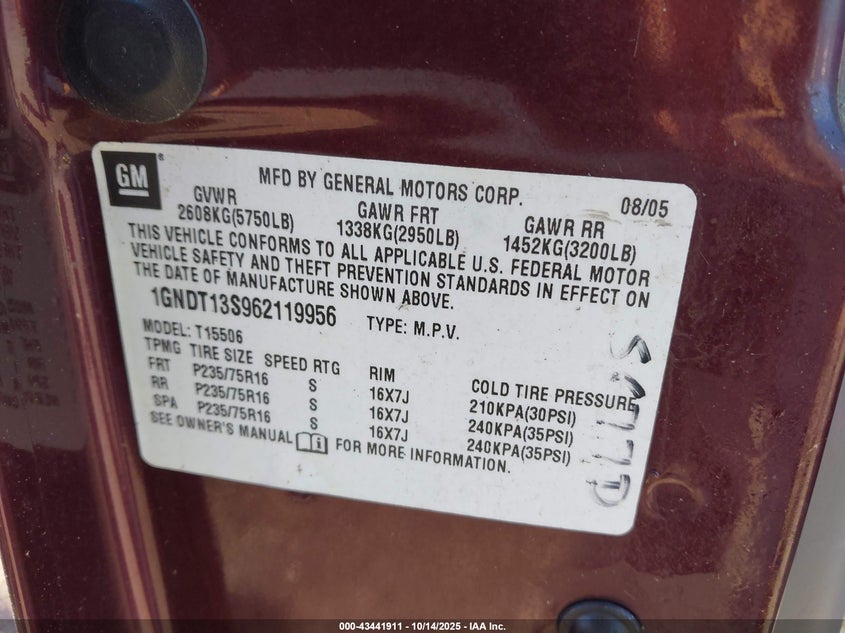 GM ®
MFD BY GENERAL MOTORS CORP. 08/05
GVWR GAWR FRT GAWR RR
2608KG(5750LB) 1338KG(2950LB) 1452KG(3200LB)
THIS VEHICLE CONFORMS TO ALL APPLICABLE U.S. FEDERAL MOTOR
VEHICLE SAFETY AND THEFT PREVENTION STANDARDS IN EFFECT ON
THE DATE OF MANUFACTURE SHOWN ABOVE.
1GNDT13S962119956 TYPE: M.P.V.
MODEL: T15506
TPMG TIRE SIZE SPEED RTG RIM COLD TIRE PRESSURE
FRT P235/75R16 S 16X7J 210KPA(30PSI)
RR P235/75R16 S 16X7J 240KPA(35PSI)
SPA P235/75R16 S 16X7J 240KPA(35PSI)
SEE OWNER'S MANUAL FOR MORE INFORMATION.
000-43441911 - 10/14/2025 - IAA Inc.